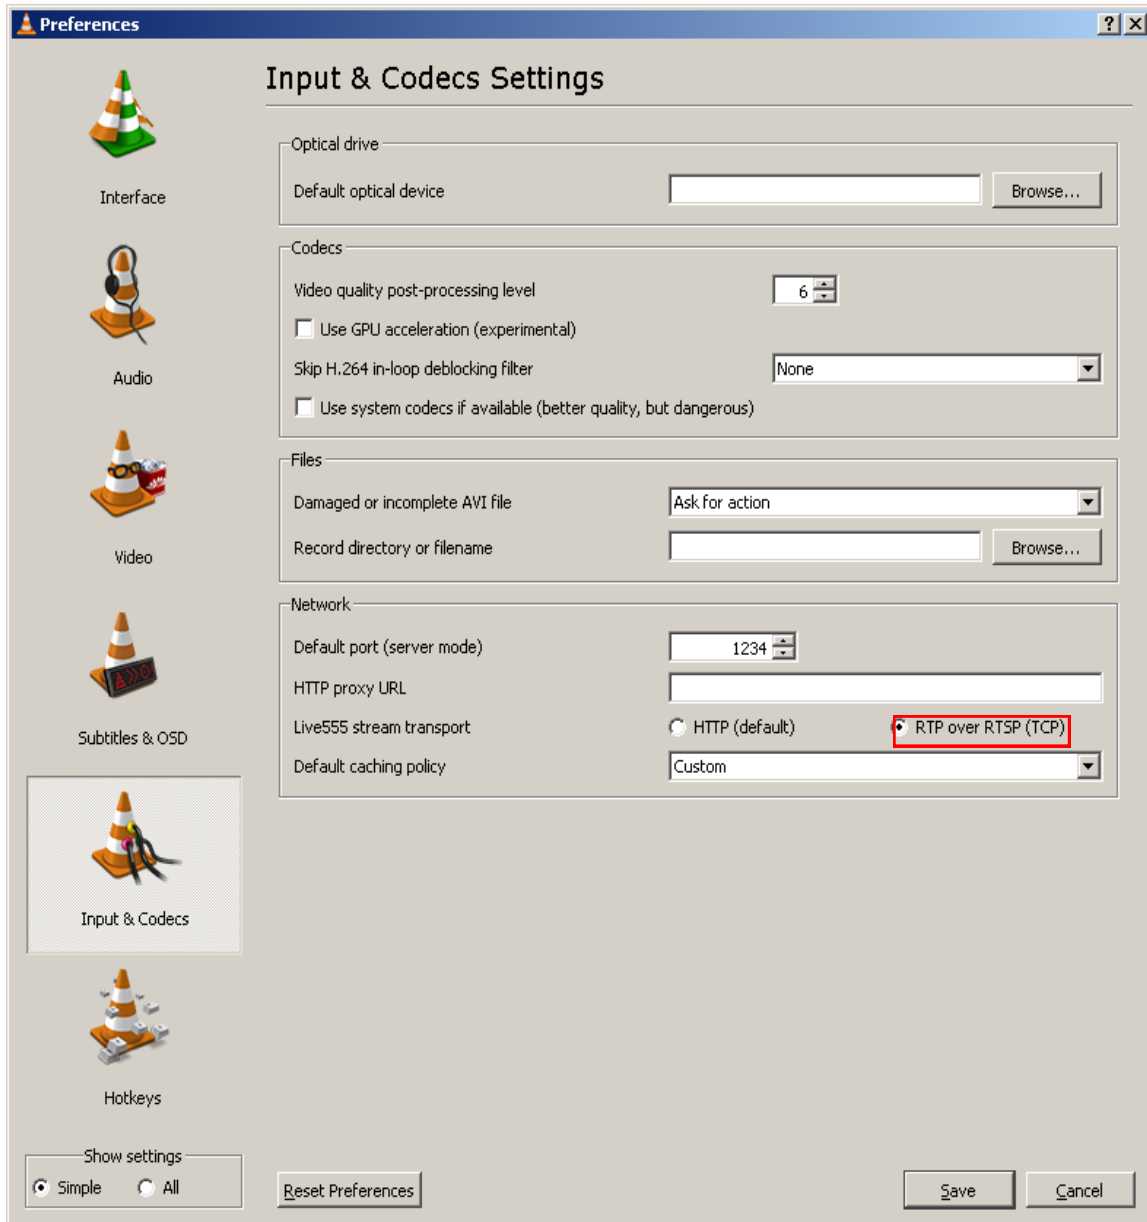 Preferences
Input & Codecs Settings
Interface
Audio
Video
Subtitles & OSD
Input & Codecs
Hotkeys
Show settings
Simple All
Optical drive
Default optical device Browse...
Codecs
Video quality post-processing level 6
Use GPU acceleration (experimental)
Skip H.264 in-loop deblocking filter None
Use system codecs if available (better quality, but dangerous)
Files
Damaged or incomplete AVI file Ask for action
Record directory or filename Browse...
Network
Default port (server mode) 1234
HTTP proxy URL
Live555 stream transport HTTP (default) RTP over RTSP (TCP)
Default caching policy Custom
Reset Preferences Save Cancel